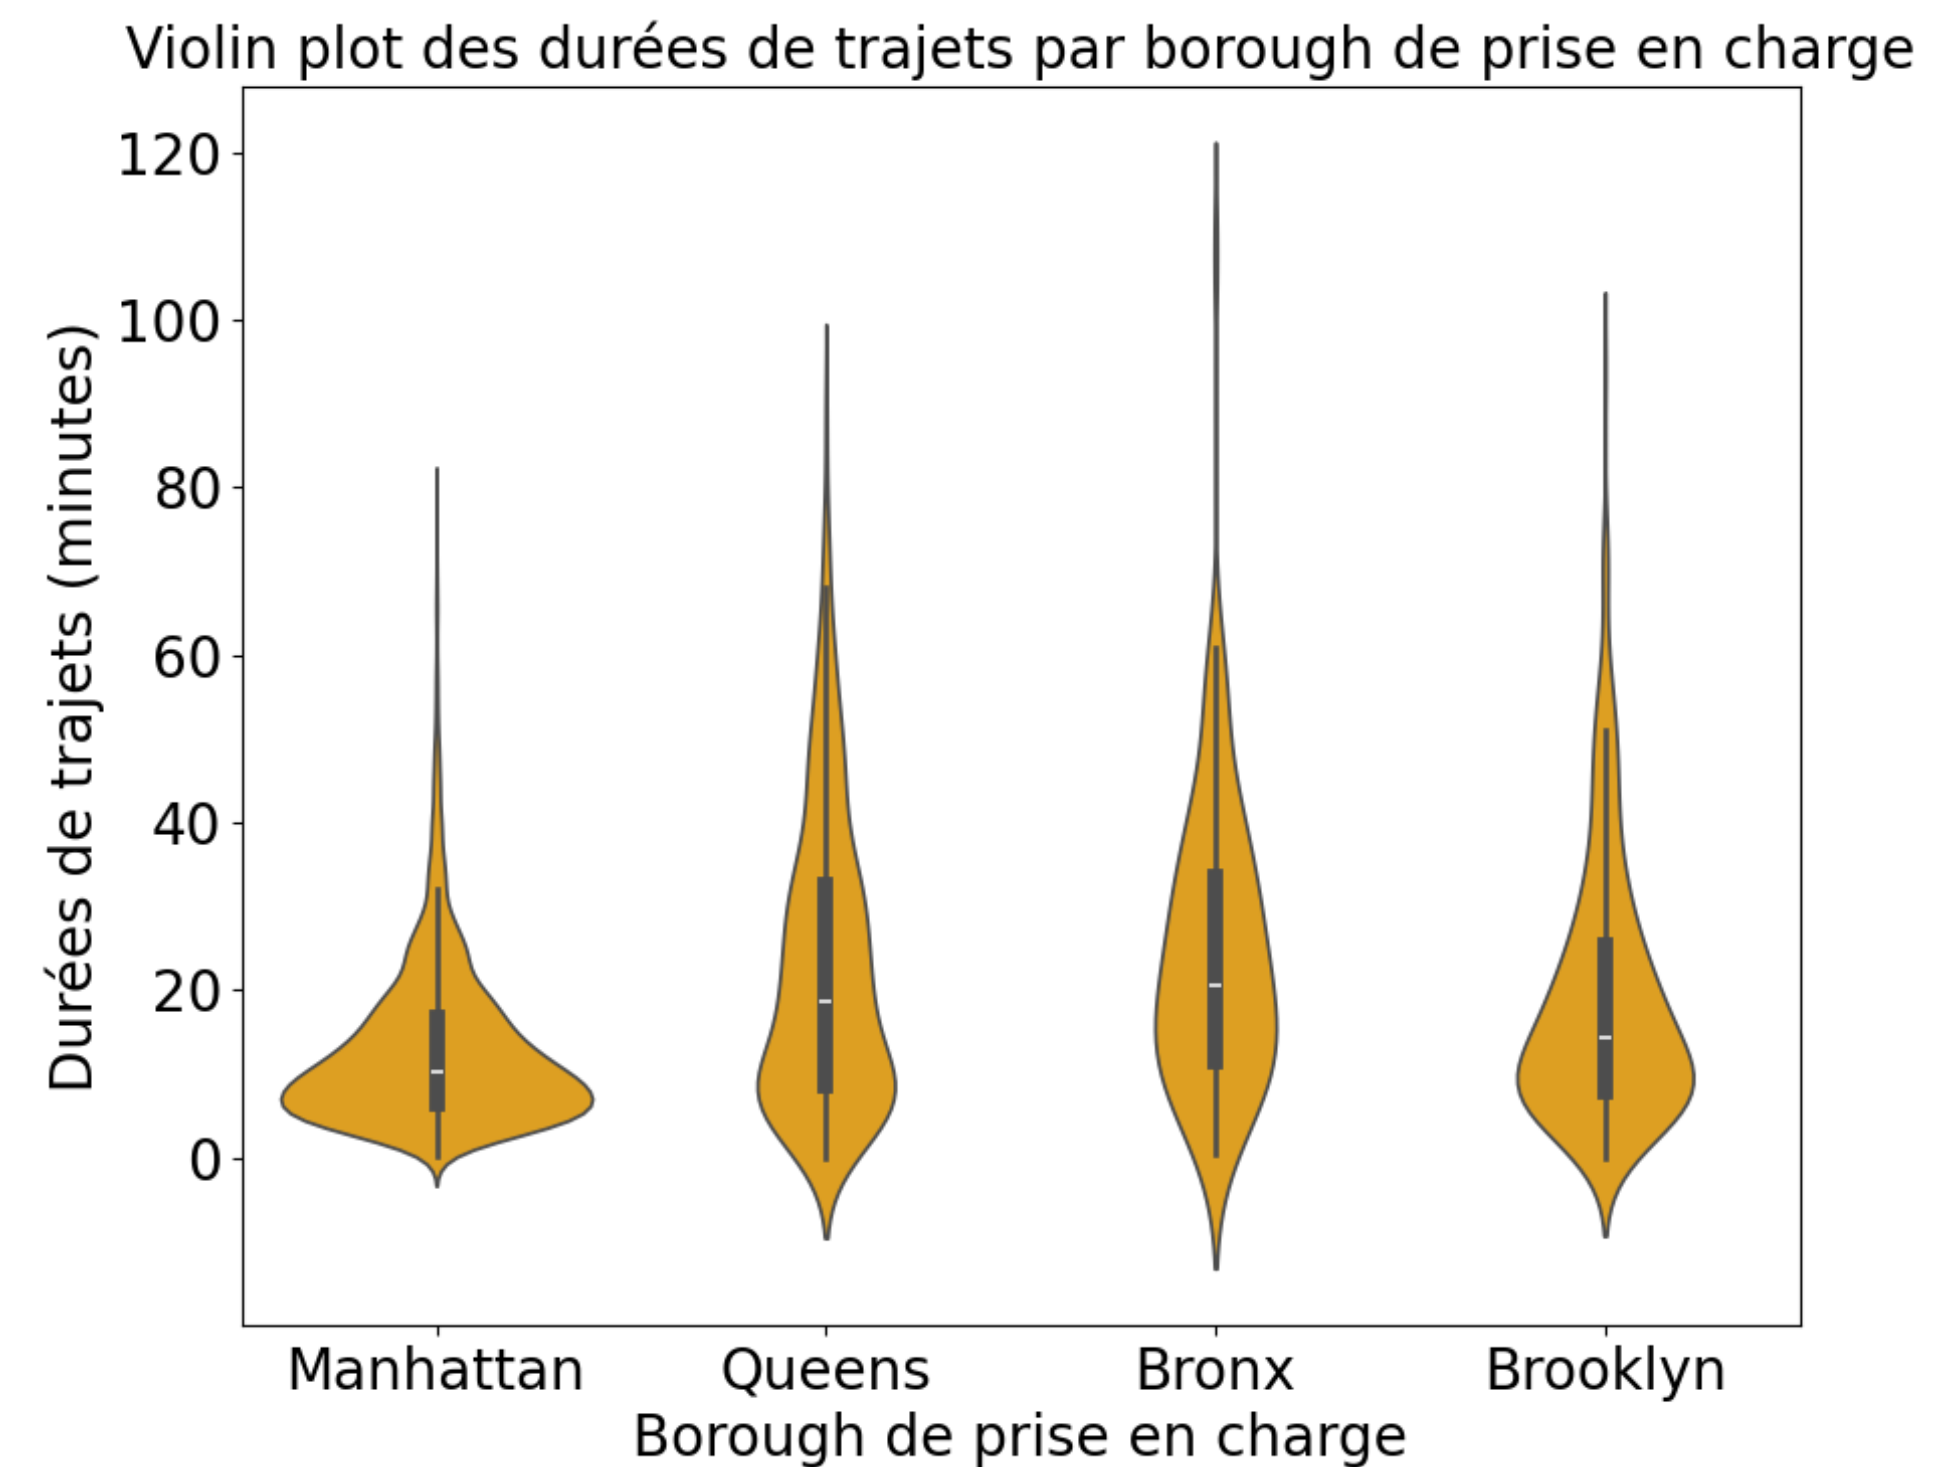 Violin plot des durées de trajets par borough de prise en charge
Durées de trajets (minutes)
120
100
80
60
40
20
0
Manhattan Queens Bronx Brooklyn
Borough de prise en charge